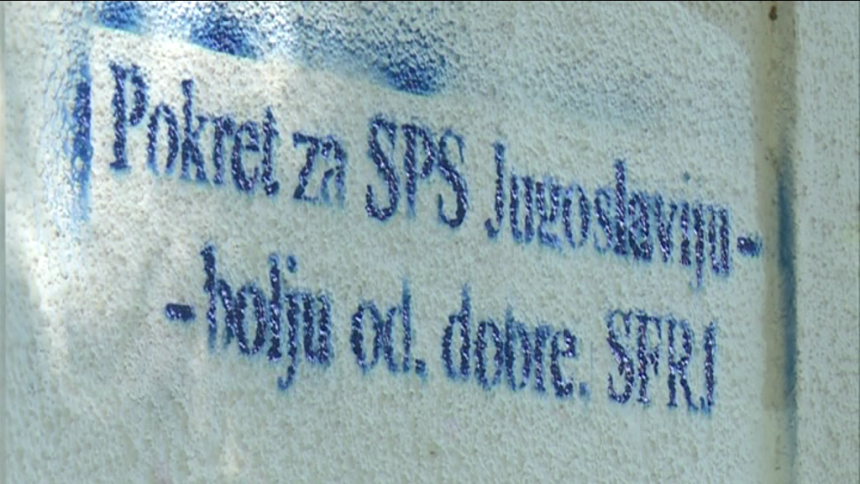 Pokret za SPS Jugoslaviju-
-bolju od. dobre. SFRJ